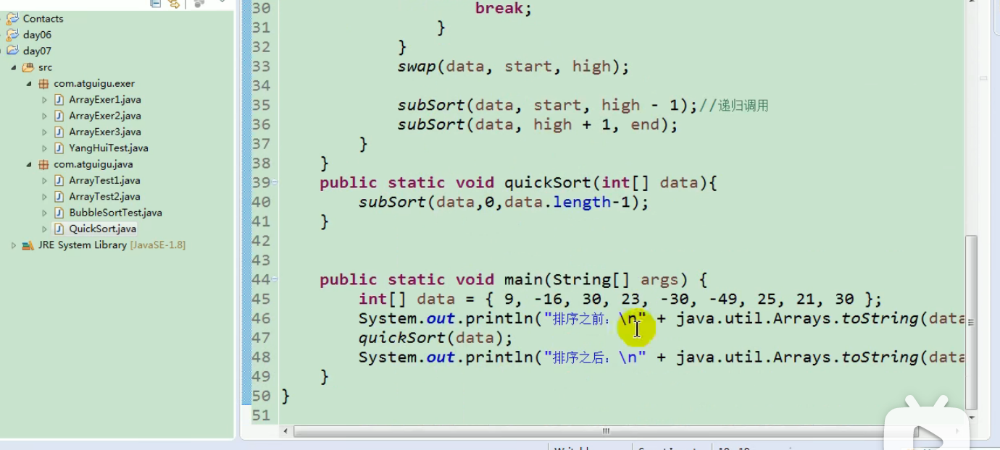 Contacts
day06
day07
src
com.atguigu.exer
ArrayExer1.java
ArrayExer2.java
ArrayExer3.java
YangHuiTest.java
com.atguigu.java
ArrayTest1.java
ArrayTest2.java
BubbleSortTest.java
QuickSort.java
JRE System Library [JavaSE-1.8]
30 break;
31 }
32 }
33 swap(data, start, high);
34
35 subSort(data, start, high - 1);//递归调用
36 subSort(data, high + 1, end);
37 }
38 }
39 public static void quickSort(int[] data){
40 subSort(data,0,data.length-1);
41 }
42
43
44 public static void main(String[] args) {
45 int[] data = { 9, -16, 30, 23, -30, -49, 25, 21, 30 };
46 System.out.println("排序之前：\n" + java.util.Arrays.toString(data
47 quickSort(data);
48 System.out.println("排序之后：\n" + java.util.Arrays.toString(data
49 }
50 }
51